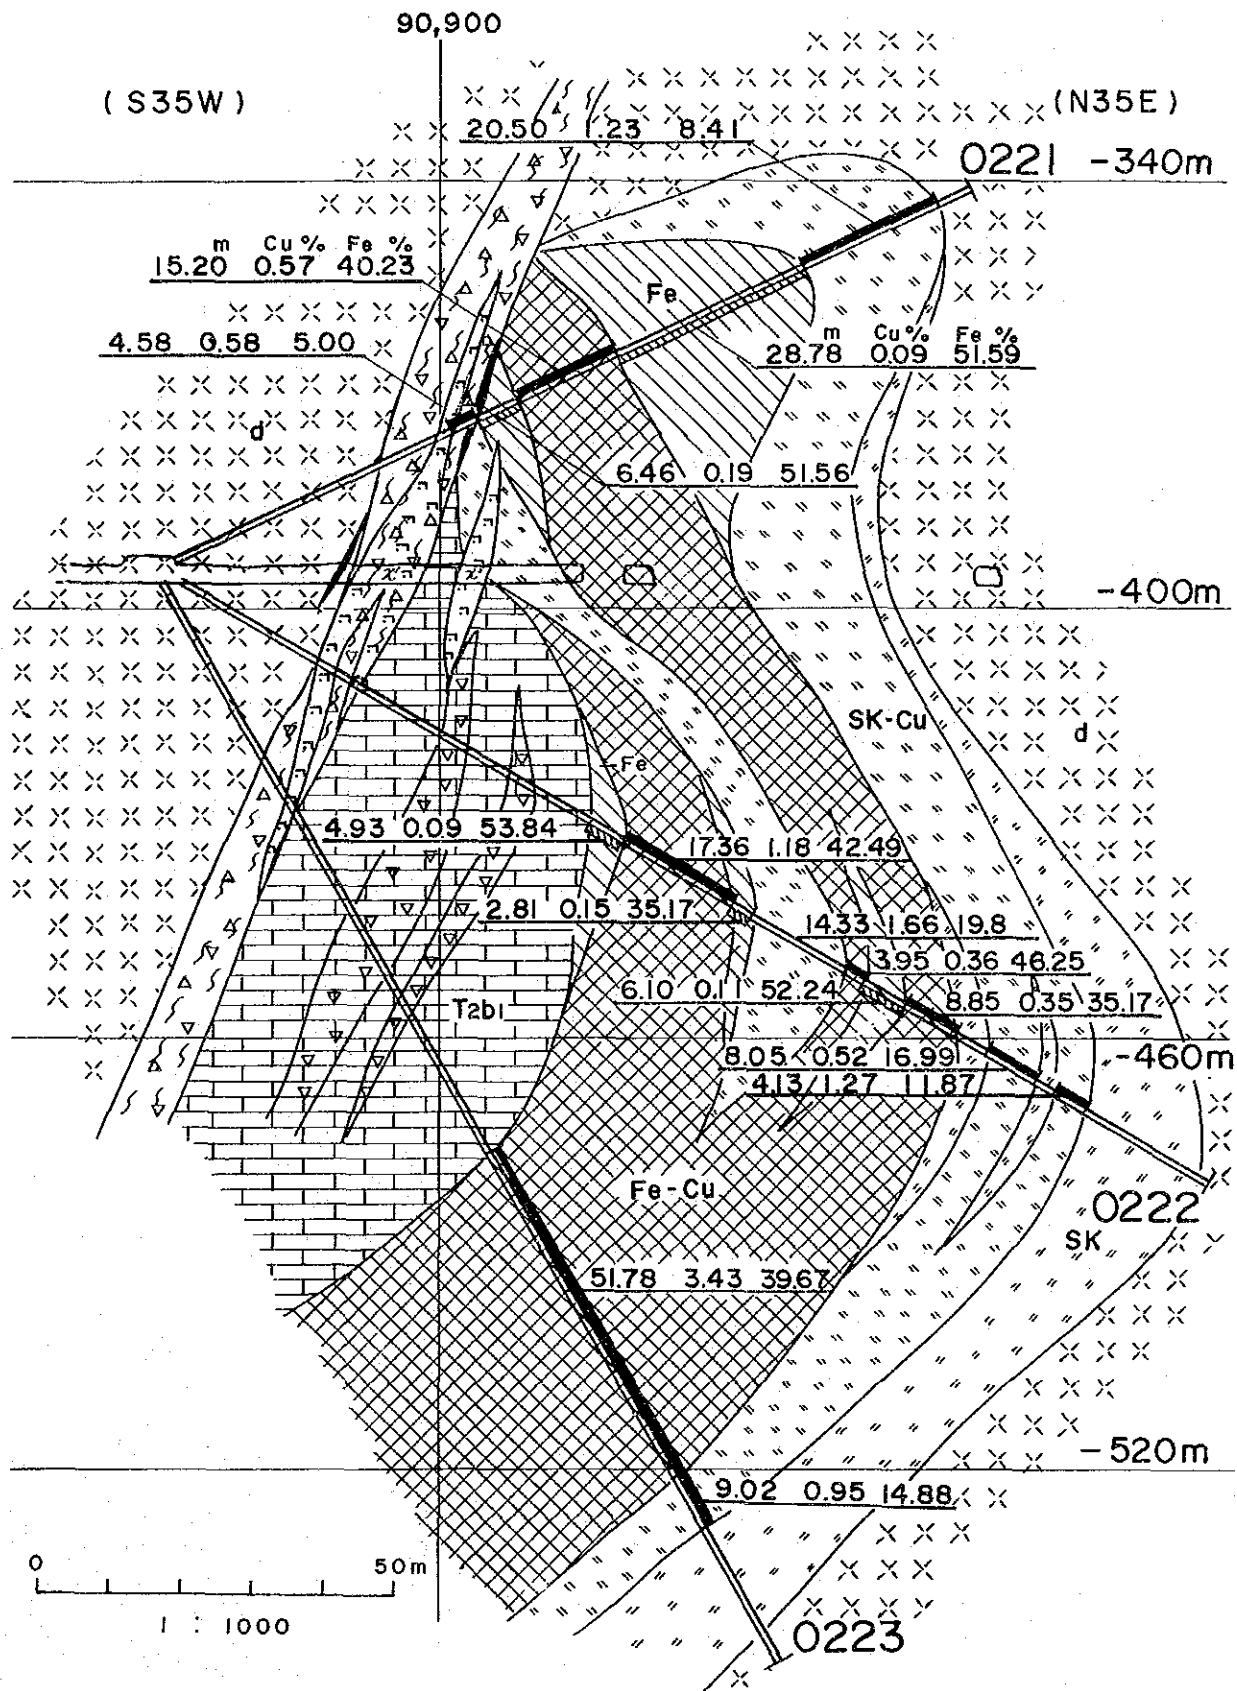 90,900
(S35W)
(N35E)
20.50 1.23 8.41
0221 -340m
m Cu% Fe %
15.20 0.57 40.23
Fe
m Cu% Fe %
28.78 0.09 51.59
4.58 0.58 5.00
d
6.46 0.19 51.56
χ χ
-400m
SK-Cu
d
Fe
4.93 0.09 53.84
17.36 1.18 42.49
2.81 0.15 35.17
14.33 1.66 19.8
3.95 0.36 46.25
6.10 0.11 52.24
8.85 0.35 35.17
T2b1
8.05 0.52 16.99
-460m
4.13 1.27 11.87
Fe-Cu
0222
SK
51.78 3.43 39.67
-520m
9.02 0.95 14.88
0 50m
1 : 1000
0223